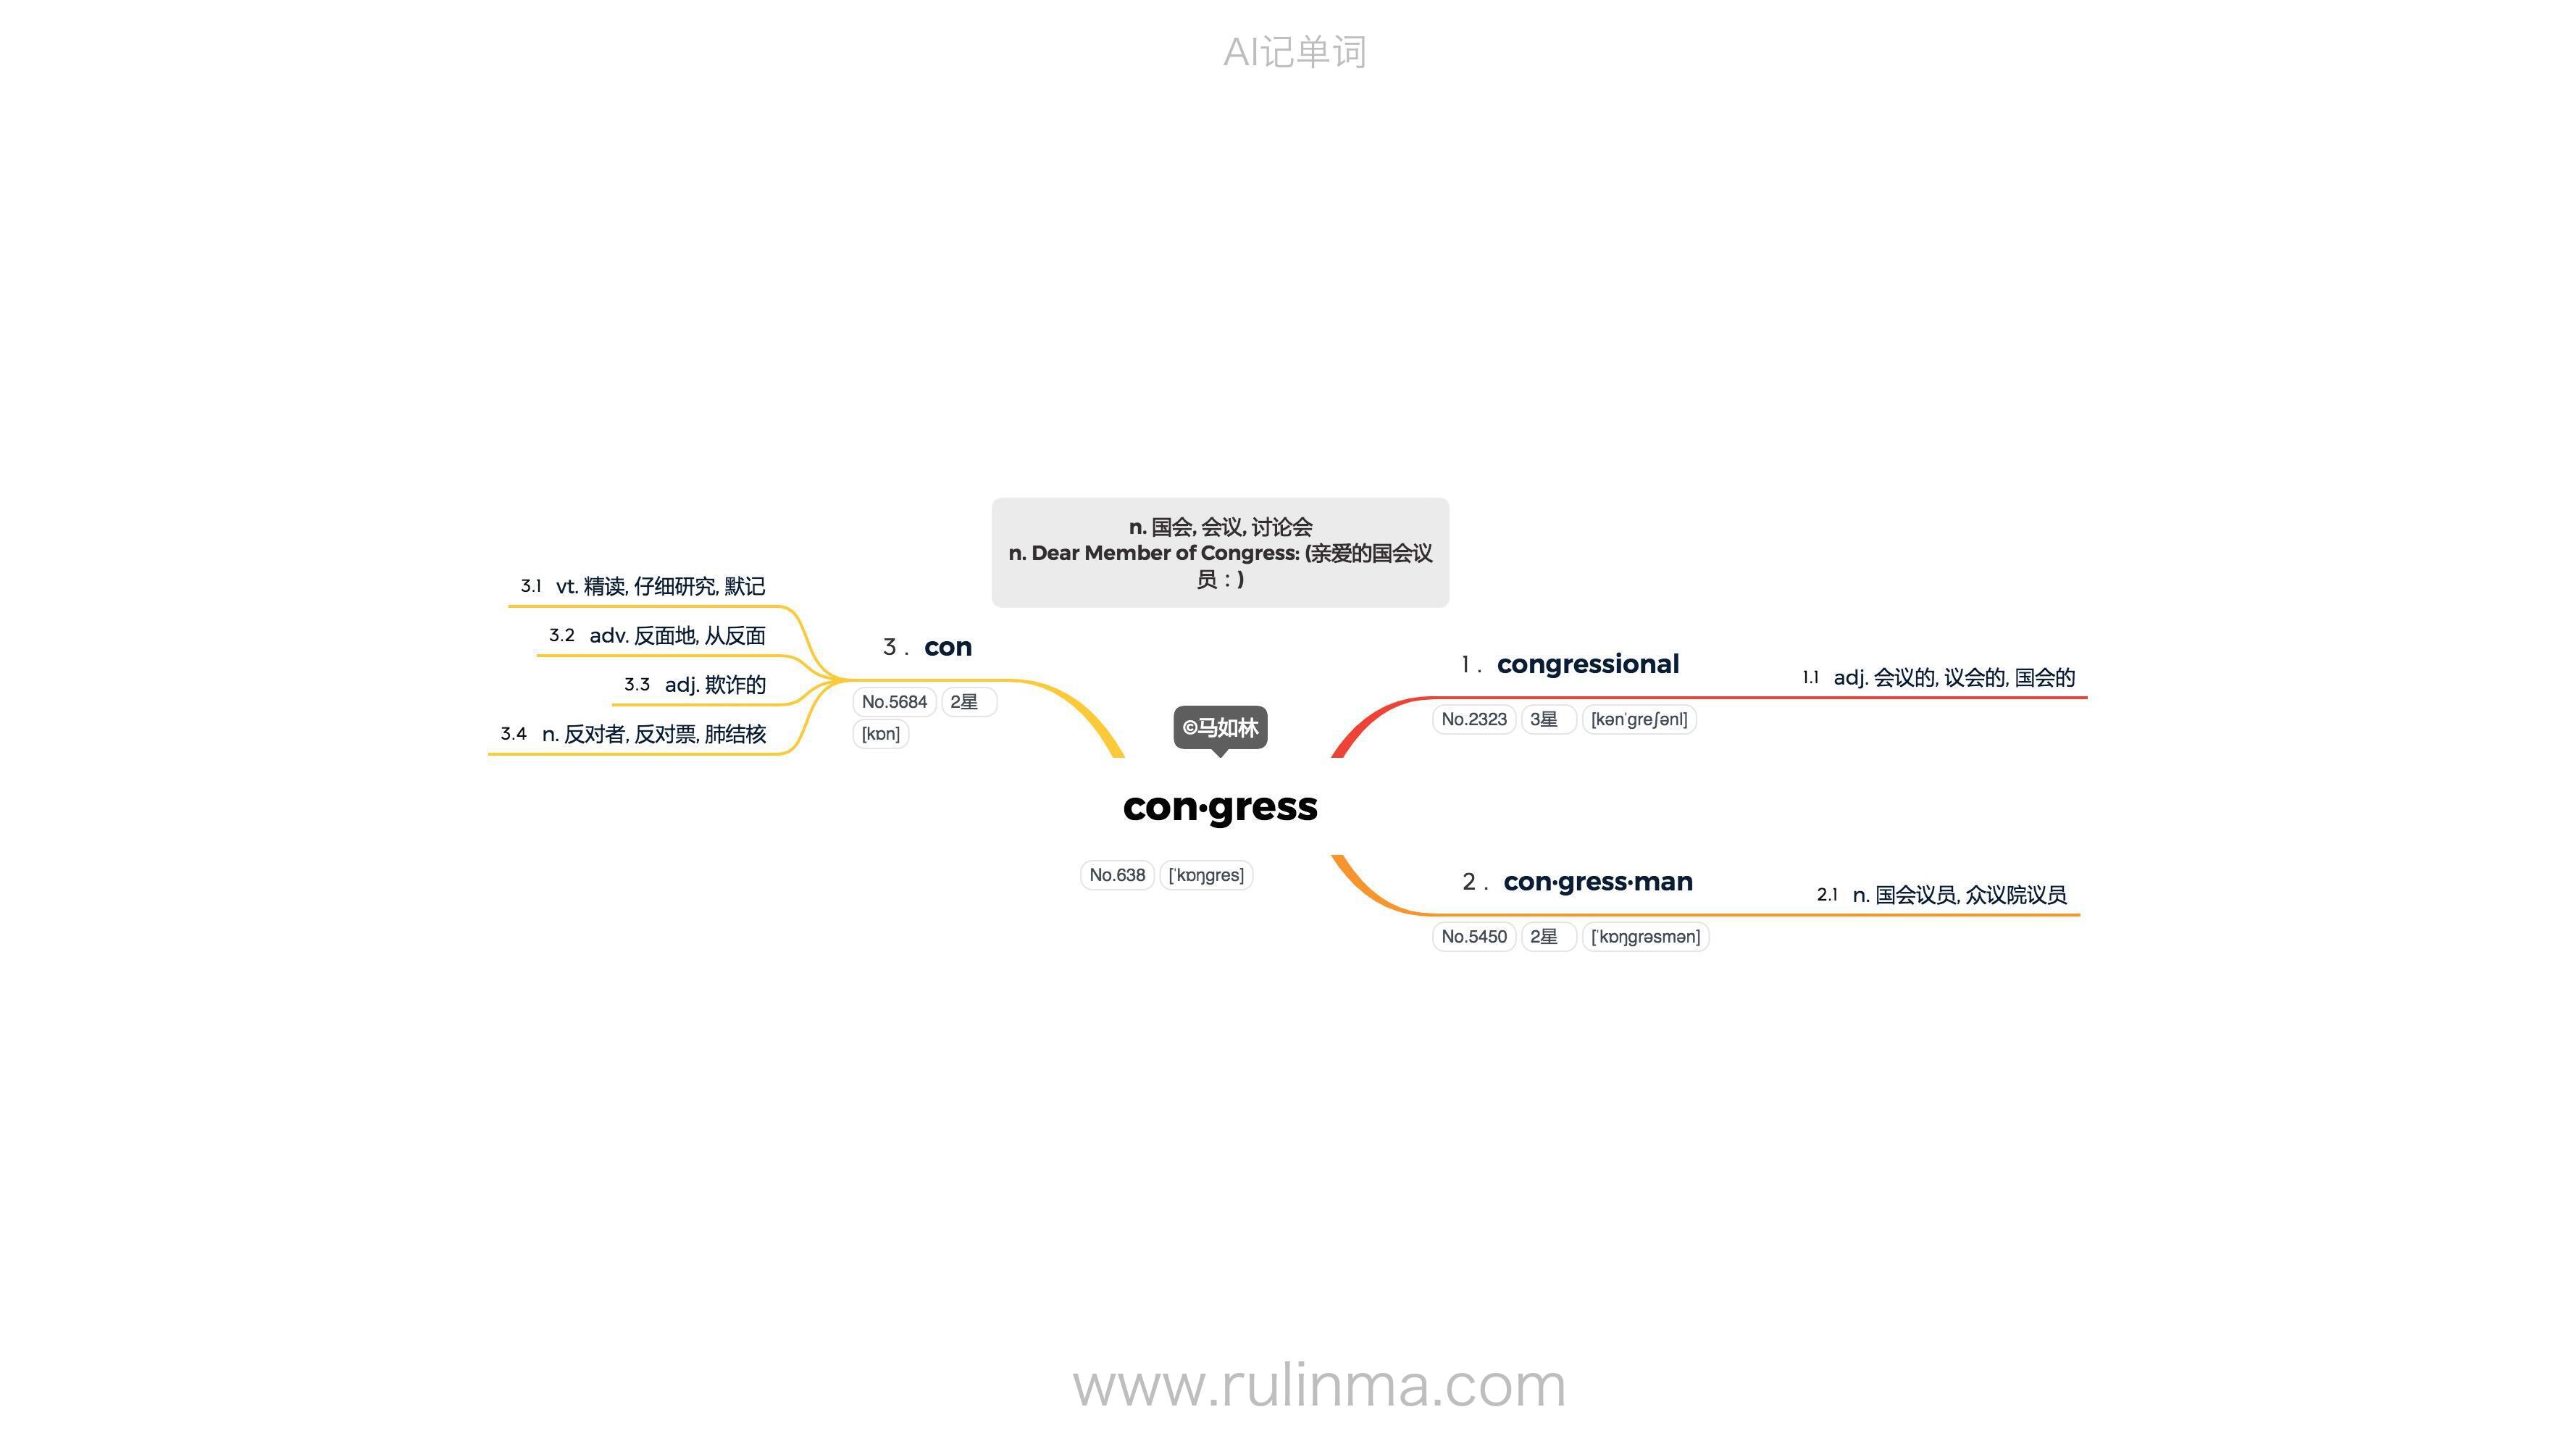 AI记单词
n. 国会, 会议, 讨论会
n. Dear Member of Congress: (亲爱的国会议
员：)
©马如林
con·gress
No.638 [ˈkɒŋgres]
1. congressional
No.2323 3星 [kənˈgreʃənl]
1.1 adj. 会议的, 议会的, 国会的
2. con·gress·man
No.5450 2星 [ˈkɒŋgrəsmən]
2.1 n. 国会议员, 众议院议员
3. con
No.5684 2星
[kɒn]
3.1 vt. 精读, 仔细研究, 默记
3.2 adv. 反面地, 从反面
3.3 adj. 欺诈的
3.4 n. 反对者, 反对票, 肺结核
www.rulinma.com